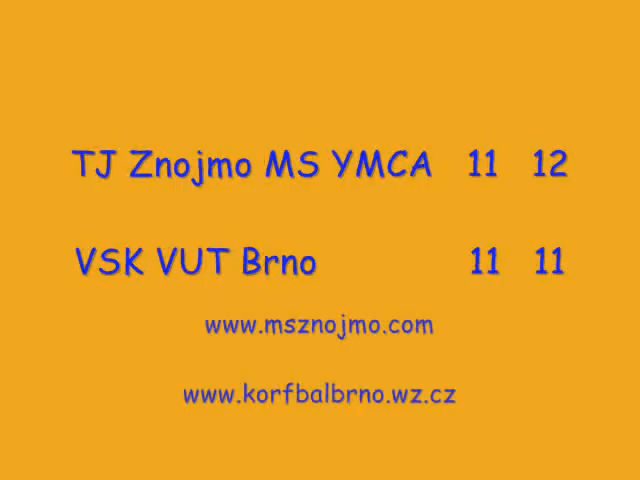 TJ Znojmo MS YMCA 11 12
VSK VUT Brno 11 11
www.msznojmo.com
www.korfbalbrno.wz.cz